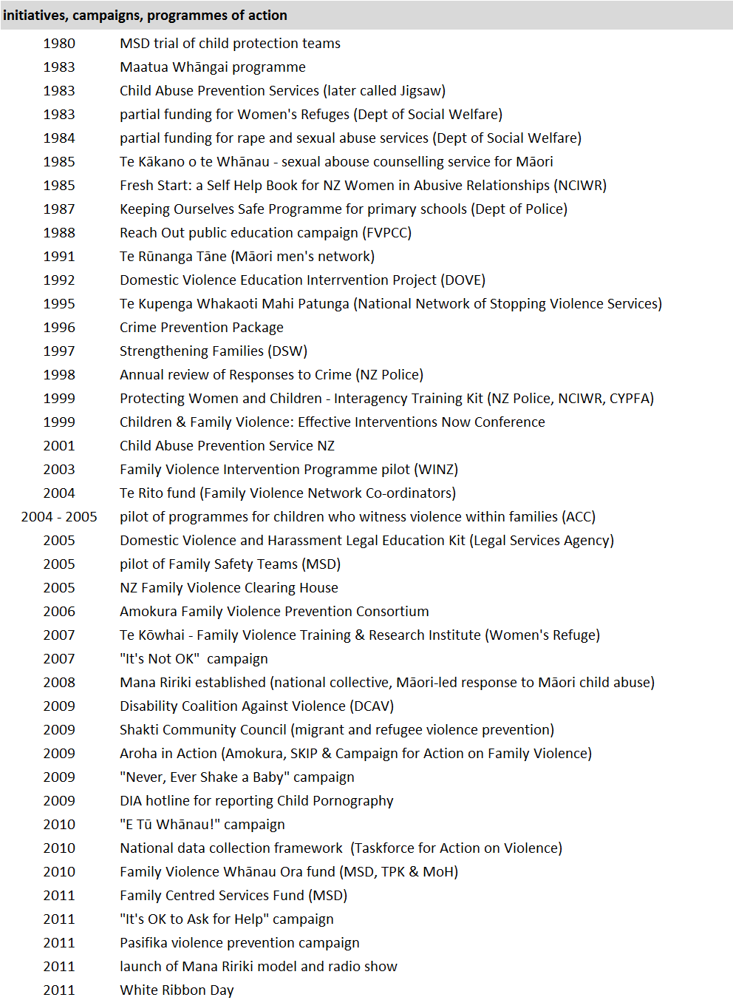 initiatives, campaigns, programmes of action
1980 MSD trial of child protection teams
1983 Maatua Whāngai programme
1983 Child Abuse Prevention Services (later called Jigsaw)
1983 partial funding for Women's Refuges (Dept of Social Welfare)
1984 partial funding for rape and sexual abuse services (Dept of Social Welfare)
1985 Te Kākano o te Whānau - sexual abouse counselling service for Māori
1985 Fresh Start: a Self Help Book for NZ Women in Abusive Relationships (NCIWR)
1987 Keeping Ourselves Safe Programme for primary schools (Dept of Police)
1988 Reach Out public education campaign (FVPCC)
1991 Te Rūnanga Tāne (Māori men's network)
1992 Domestic Violence Education Interrvention Project (DOVE)
1995 Te Kupenga Whakaoti Mahi Patunga (National Network of Stopping Violence Services)
1996 Crime Prevention Package
1997 Strengthening Families (DSW)
1998 Annual review of Responses to Crime (NZ Police)
1999 Protecting Women and Children - Interagency Training Kit (NZ Police, NCIWR, CYPFA)
1999 Children & Family Violence: Effective Interventions Now Conference
2001 Child Abuse Prevention Service NZ
2003 Family Violence Intervention Programme pilot (WINZ)
2004 Te Rito fund (Family Violence Network Co-ordinators)
2004 - 2005 pilot of programmes for children who witness violence within families (ACC)
2005 Domestic Violence and Harassment Legal Education Kit (Legal Services Agency)
2005 pilot of Family Safety Teams (MSD)
2005 NZ Family Violence Clearing House
2006 Amokura Family Violence Prevention Consortium
2007 Te Kōwhai - Family Violence Training & Research Institute (Women's Refuge)
2007 "It's Not OK"  campaign
2008 Mana Ririki established (national collective, Māori-led response to Māori child abuse)
2009 Disability Coalition Against Violence (DCAV)
2009 Shakti Community Council (migrant and refugee violence prevention)
2009 Aroha in Action (Amokura, SKIP & Campaign for Action on Family Violence)
2009 "Never, Ever Shake a Baby" campaign
2009 DIA hotline for reporting Child Pornography
2010 "E Tū Whānau!" campaign
2010 National data collection framework  (Taskforce for Action on Violence)
2010 Family Violence Whānau Ora fund (MSD, TPK & MoH)
2011 Family Centred Services Fund (MSD)
2011 "It's OK to Ask for Help" campaign
2011 Pasifika violence prevention campaign
2011 launch of Mana Ririki model and radio show
2011 White Ribbon Day